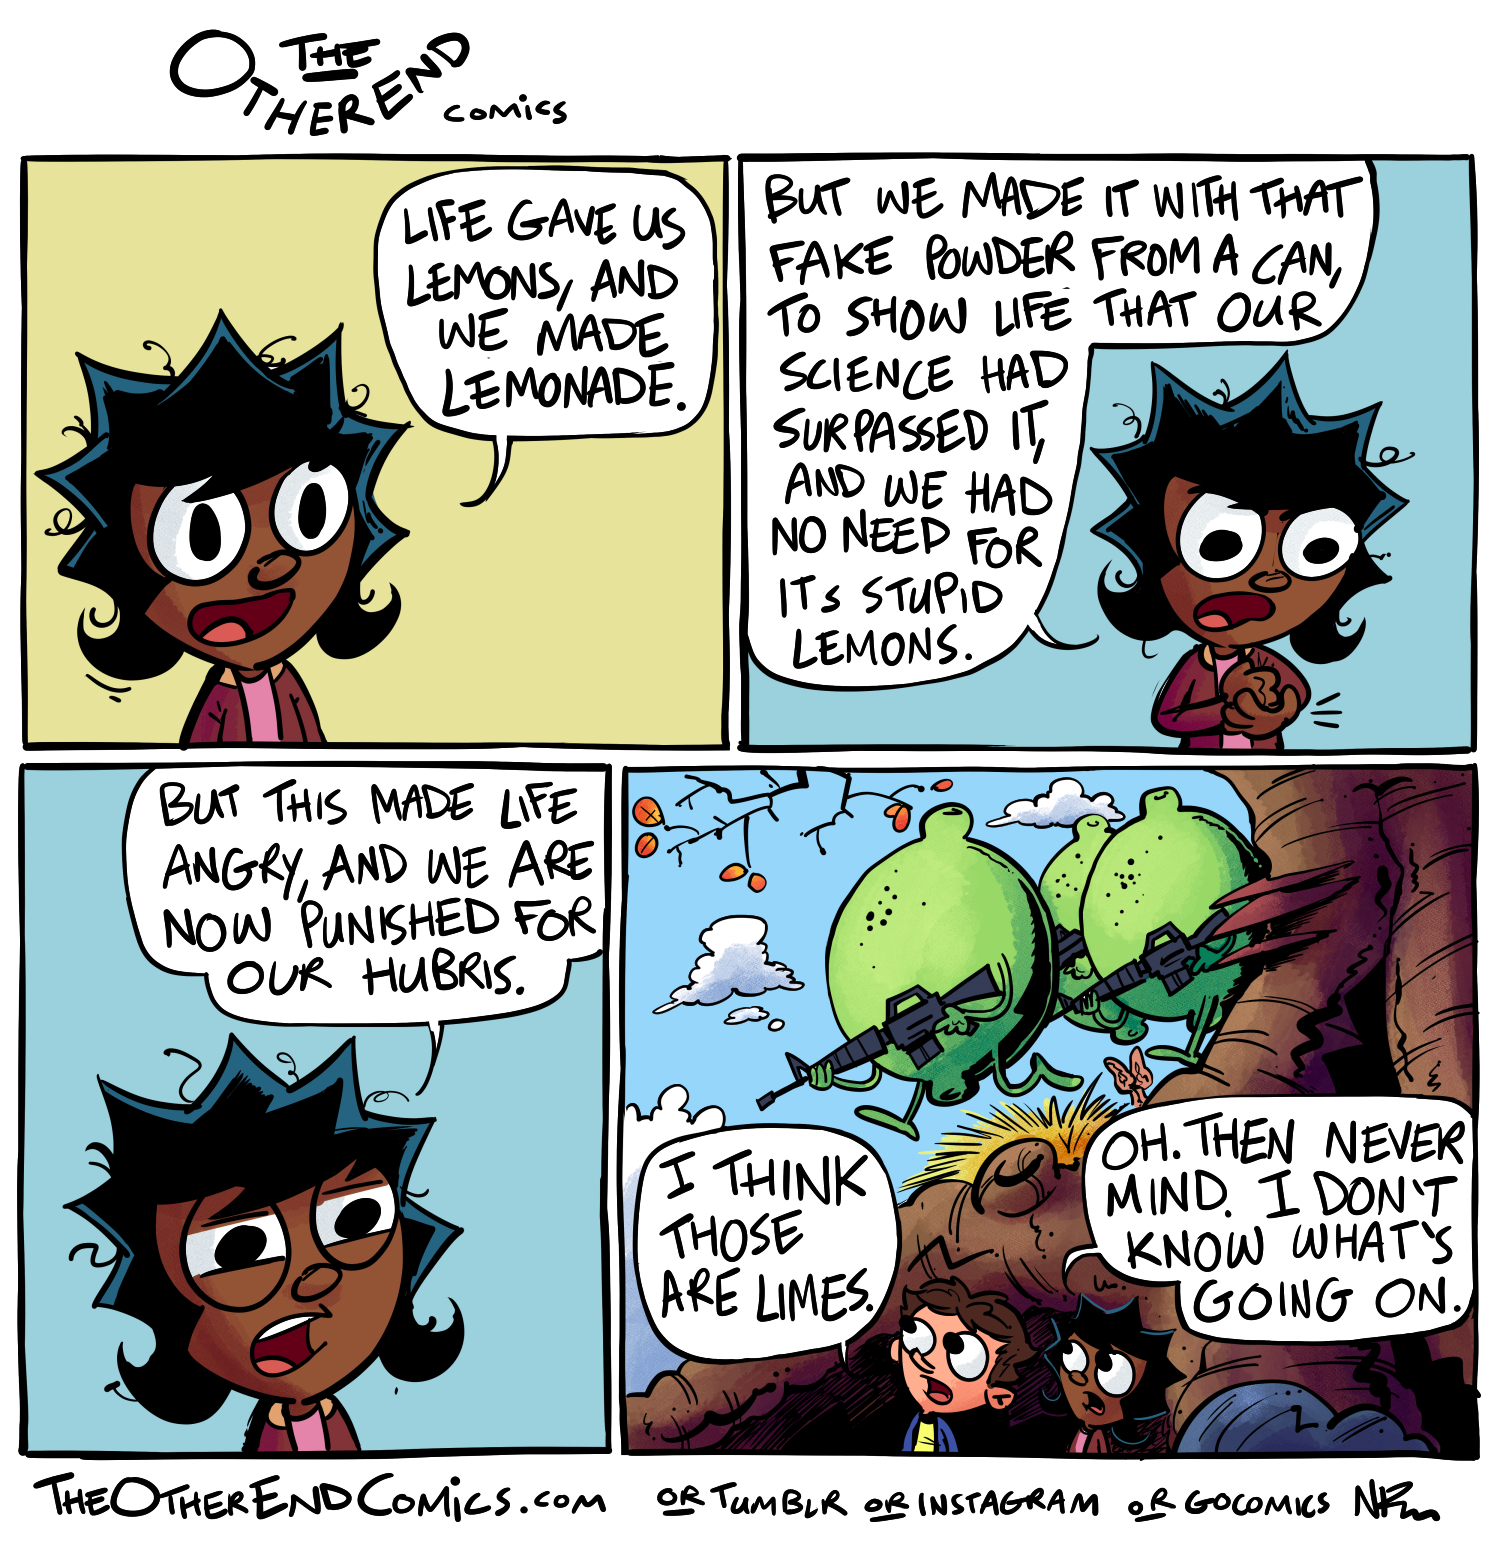 THE
OTHER END
COMICS
LIFE GAVE US
LEMONS, AND
WE MADE
LEMONADE.
BUT WE MADE IT WITH THAT
FAKE POWDER FROM A CAN,
TO SHOW LIFE THAT OUR
SCIENCE HAD
SURPASSED IT,
AND WE HAD
NO NEED FOR
ITS STUPID
LEMONS.
BUT THIS MADE LIFE
ANGRY, AND WE ARE
NOW PUNISHED FOR
OUR HUBRIS.
I THINK
THOSE
ARE LIMES.
OH. THEN NEVER
MIND. I DON'T
KNOW WHAT'S
GOING ON.
THEOTHERENDCOMICS.COM OR TUMBLR OR INSTAGRAM OR GOCOMICS